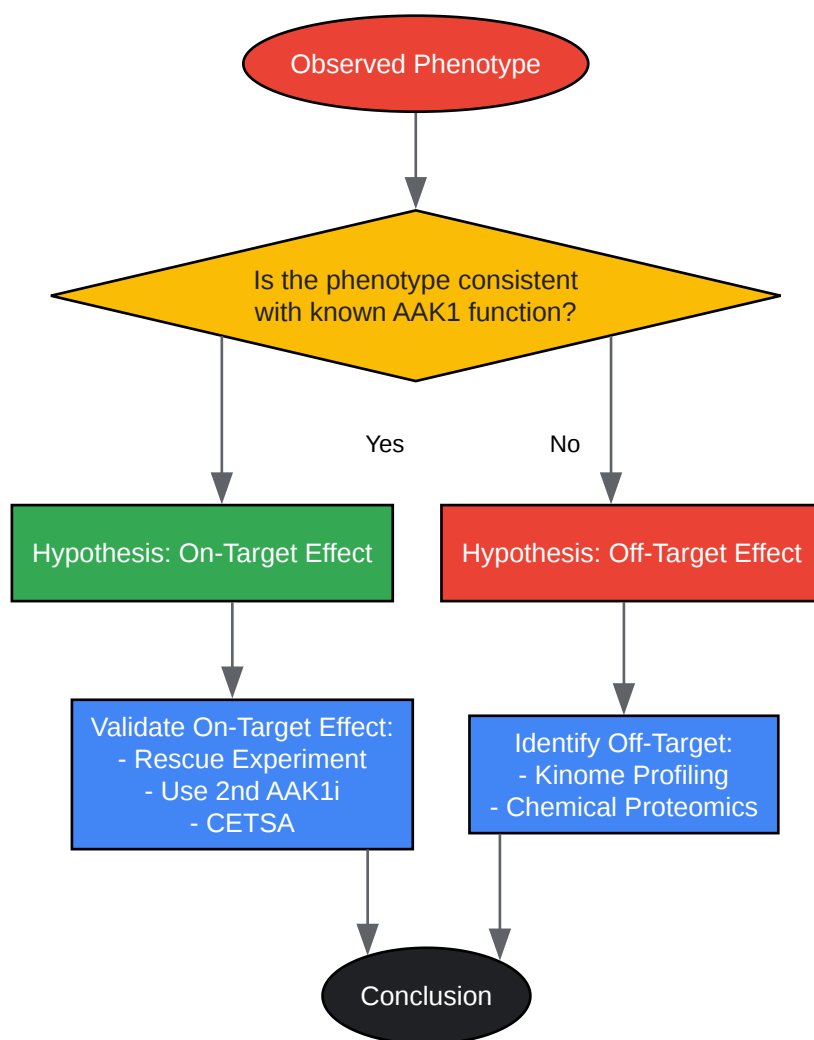 Observed Phenotype
Is the phenotype consistent
with known AAK1 function?
Yes
No
Hypothesis: On-Target Effect
Hypothesis: Off-Target Effect
Validate On-Target Effect:
- Rescue Experiment
- Use 2nd AAK1i
- CETSA
Identify Off-Target:
- Kinome Profiling
- Chemical Proteomics
Conclusion